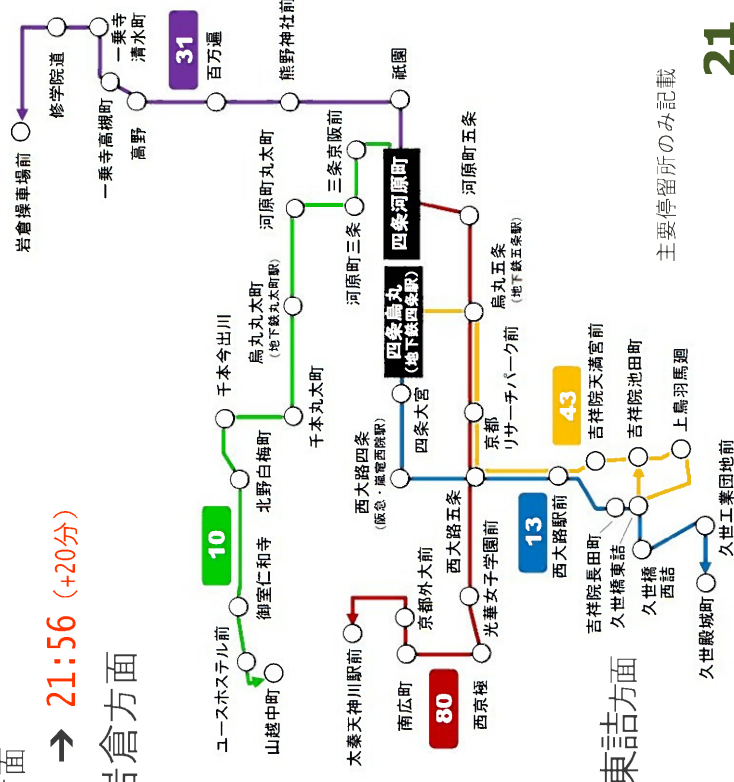 面
➔ 21:56（+20分）
倉方面
岩倉操車場前
修学院道
一乗寺
清水町
一乗寺高槻町
高野
31
百万遍
熊野神社前
祇園
10
ユースホステル前
山越中町
御室仁和寺
北野白梅町
千本今出川
千本丸太町
烏丸丸太町
（地下鉄丸太町駅）
河原町丸太町
河原町三条
三条京阪前
四条河原町
四条烏丸
（地下鉄四条駅）
四条大宮
西大路四条
（阪急・嵐電西院駅）
河原町五条
烏丸五条
（地下鉄五条駅）
京都
リサーチパーク前
西大路五条
光華女子学園前
西京極
80
南広町
京都外大前
太秦天神川駅前
13
西大路駅前
43
吉祥院天満宮前
吉祥院池田町
上鳥羽馬廻
吉祥院長田町
久世橋東詰
久世橋
西詰
久世工業団地前
久世殿城町
東詰方面
主要停留所のみ記載
21